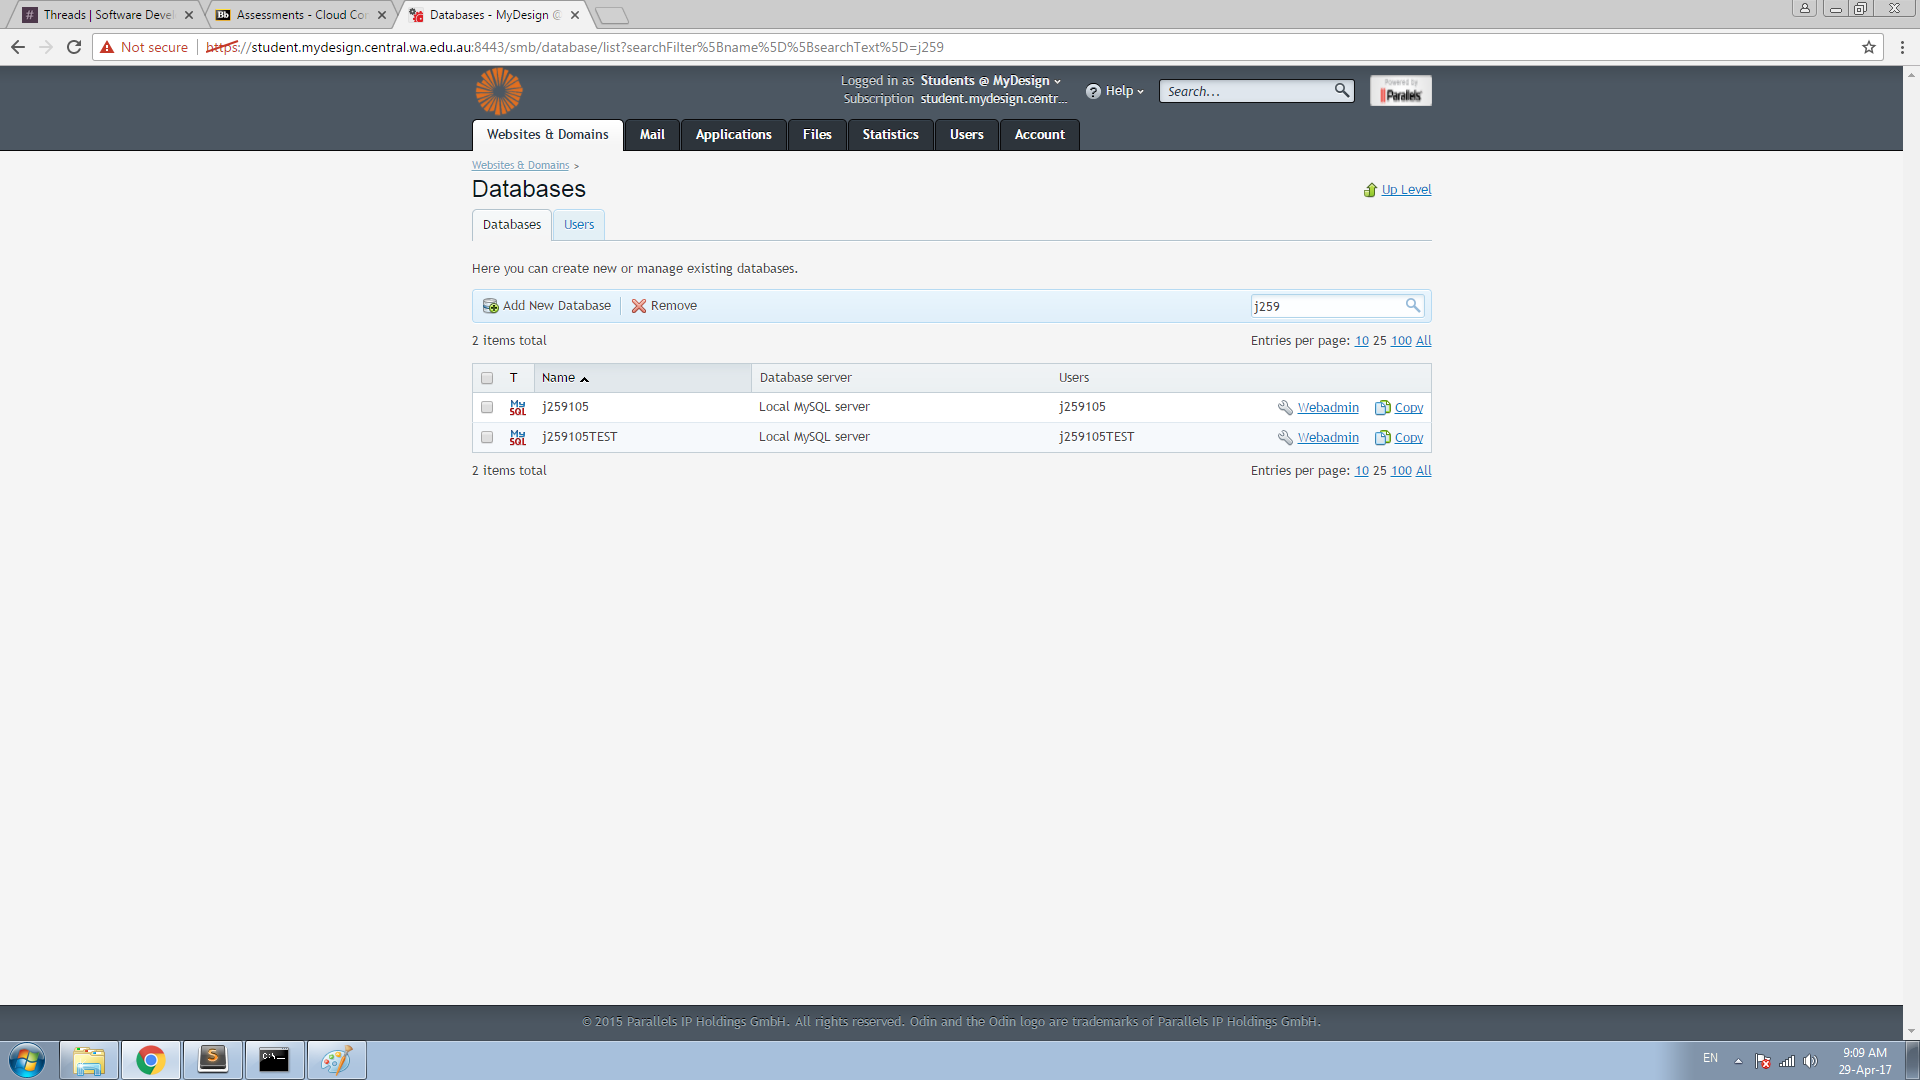 Threads | Software Devel
Assessments - Cloud Co
Databases - MyDesign @
Not secure
https://student.mydesign.central.wa.edu.au:8443/smb/database/list?searchFilter%5Bname%5D%5BsearchText%5D=j259
Logged in as Students @ MyDesign
Subscription student.mydesign.centr...
Help
Search...
Powered by
Parallels
Websites & Domains
Mail
Applications
Files
Statistics
Users
Account
Websites & Domains >
Databases
Up Level
Databases
Users
Here you can create new or manage existing databases.
Add New Database
Remove
j259
2 items total
Entries per page: 10 25 100 All
T
Name
Database server
Users
My SQL j259105 Local MySQL server j259105 Webadmin Copy
My SQL j259105TEST Local MySQL server j259105TEST Webadmin Copy
2 items total
Entries per page: 10 25 100 All
© 2015 Parallels IP Holdings GmbH. All rights reserved. Odin and the Odin logo are trademarks of Parallels IP Holdings GmbH.
EN
9:09 AM
29-Apr-17